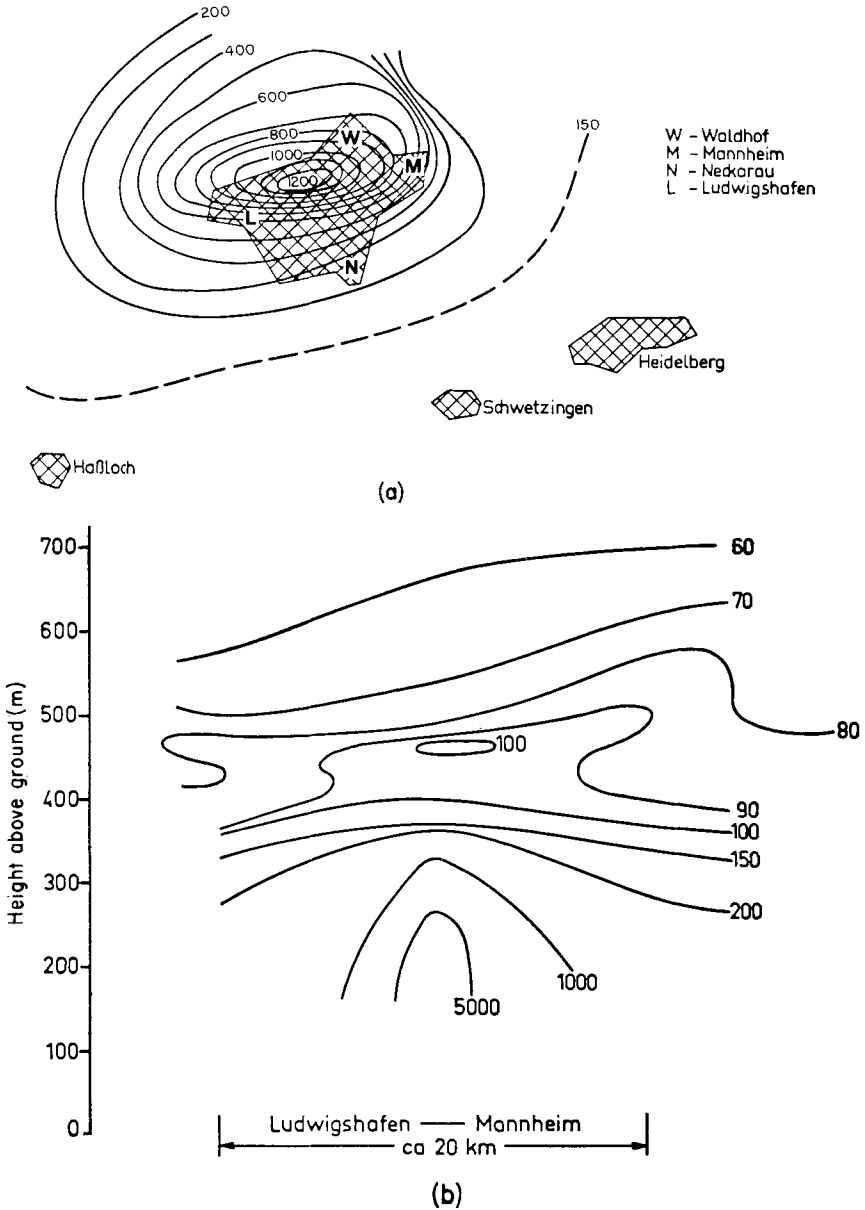 200
400
600
800
1000
1200
W
M
L
N
150
W - Waldhof
M - Mannheim
N - Neckarau
L - Ludwigshafen
Heidelberg
Schwetzingen
Haßloch
(a)
Height above ground (m)
700
600
500
400
300
200
100
0
60
70
80
100
90
100
150
200
1000
5000
Ludwigshafen — Mannheim
ca 20 km
(b)